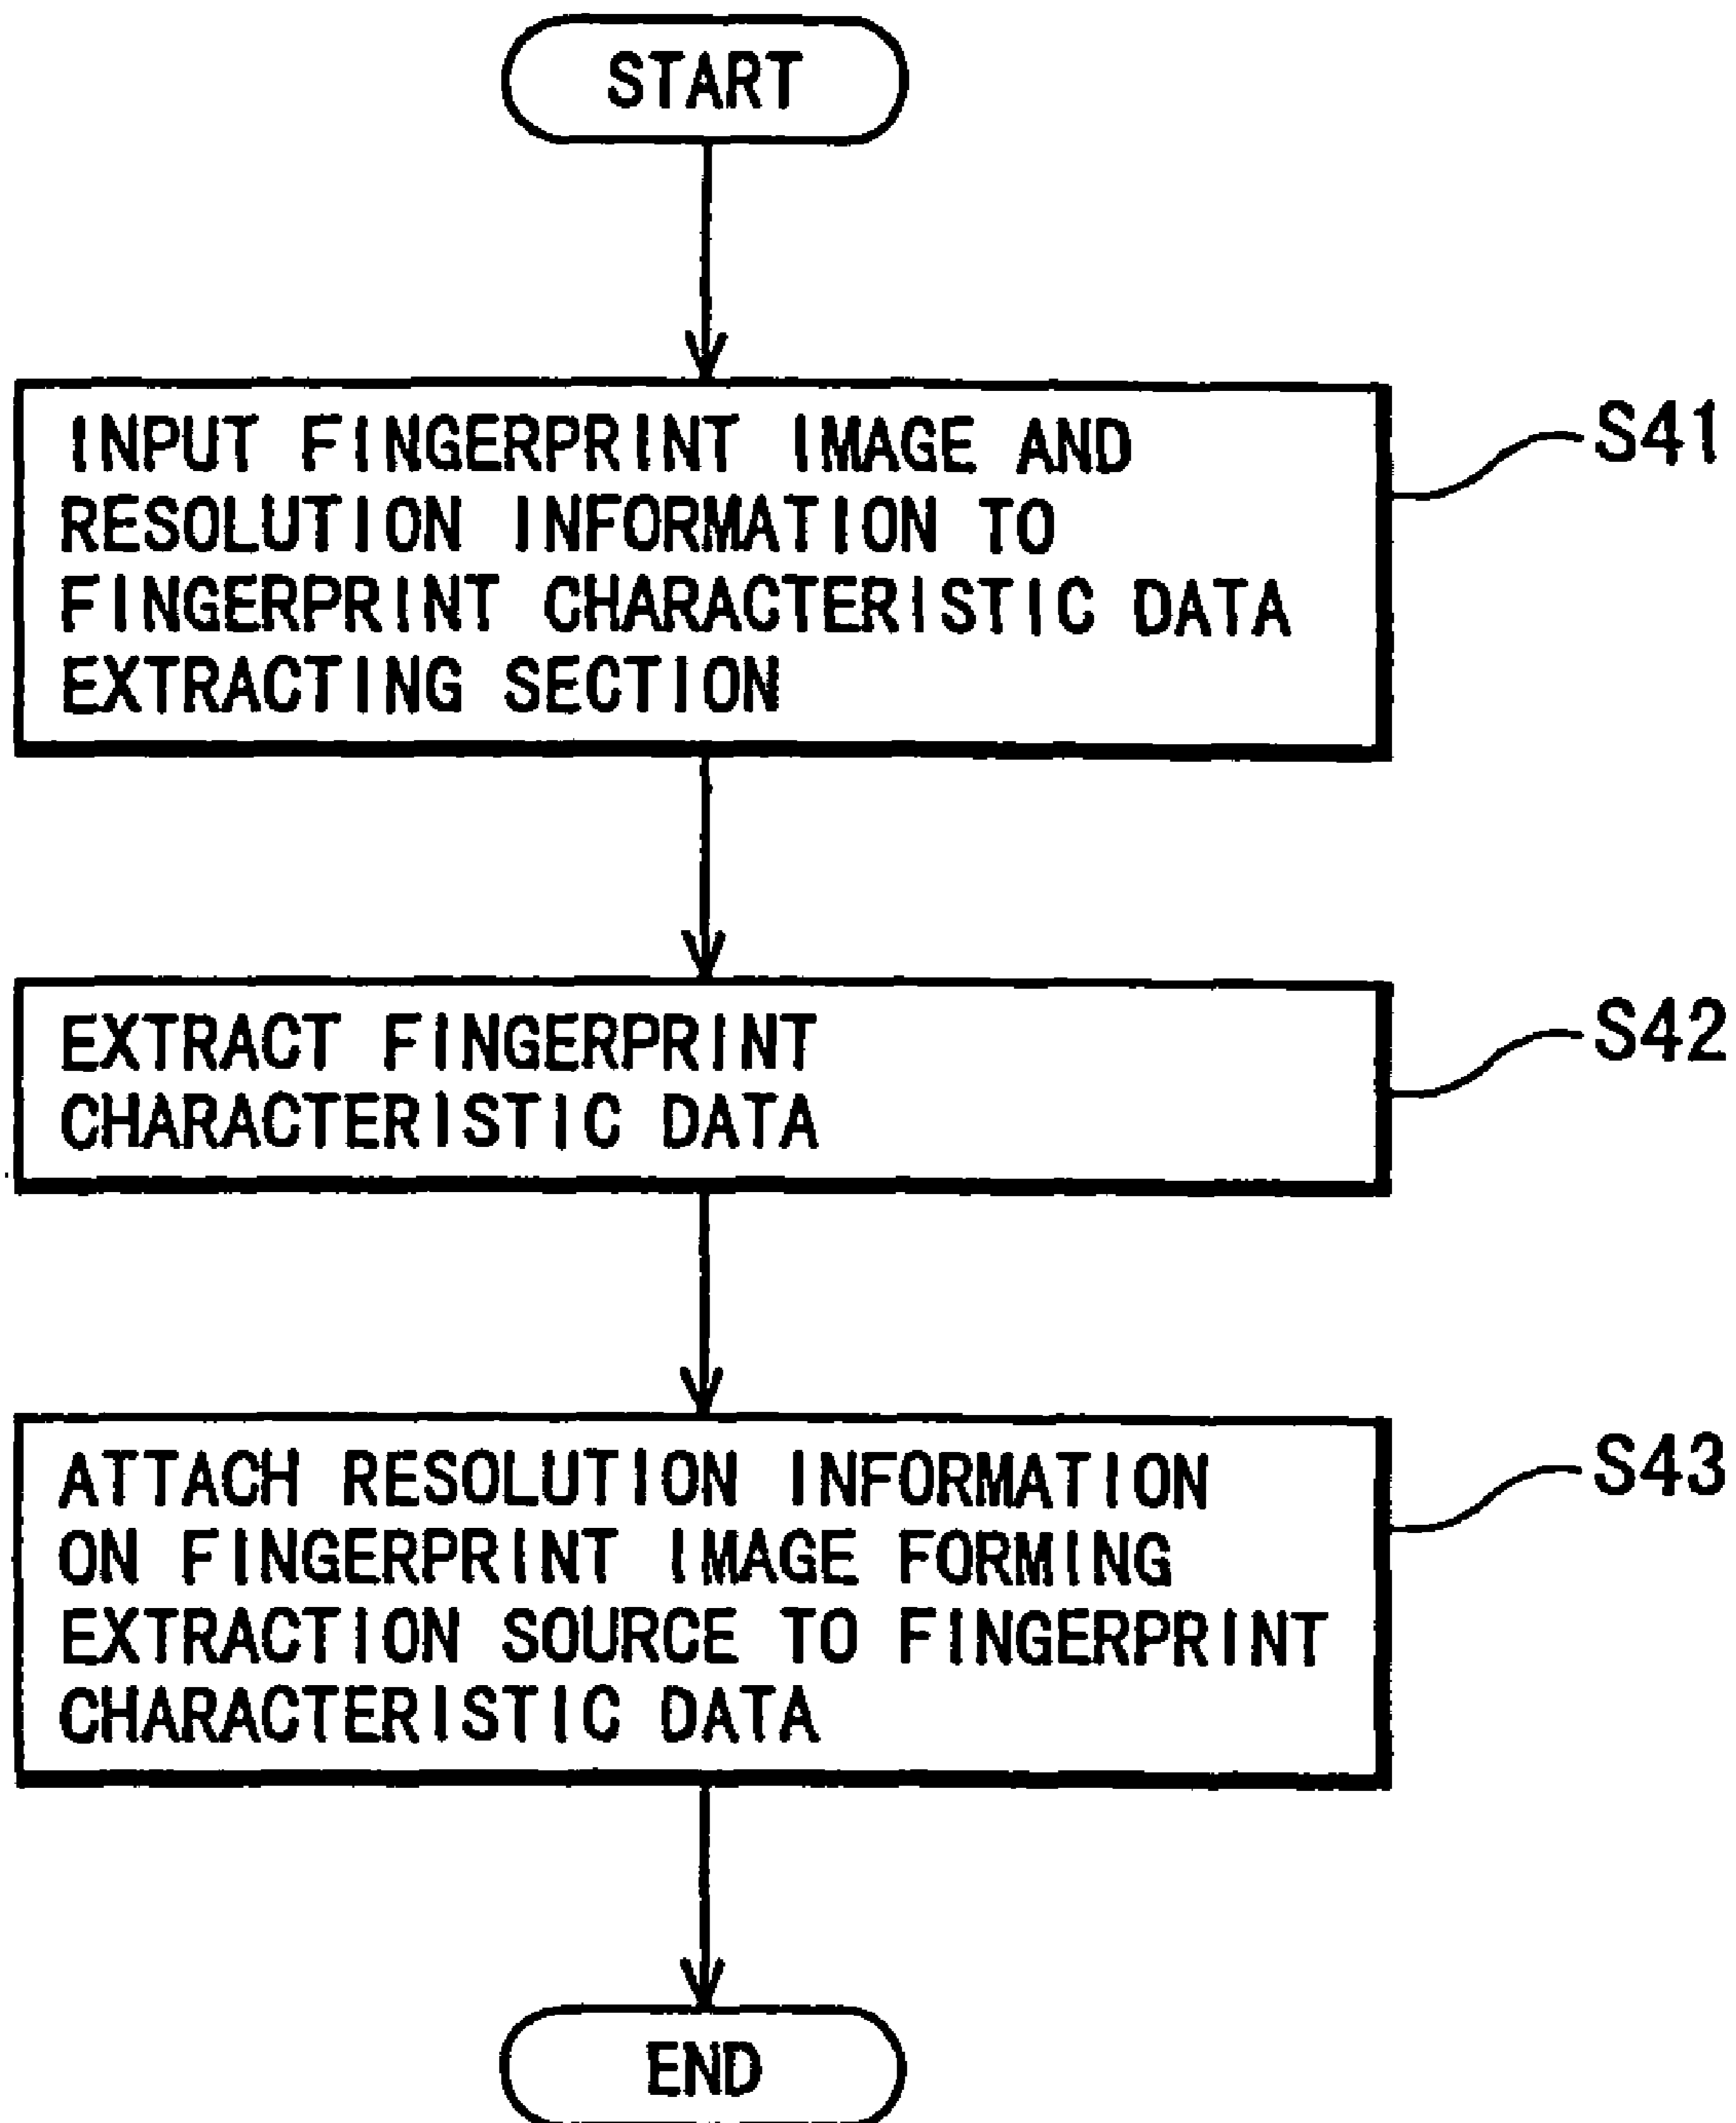 START
INPUT FINGERPRINT IMAGE AND
RESOLUTION INFORMATION TO
FINGERPRINT CHARACTERISTIC DATA
EXTRACTING SECTION
S41
EXTRACT FINGERPRINT
CHARACTERISTIC DATA
S42
ATTACH RESOLUTION INFORMATION
ON FINGERPRINT IMAGE FORMING
EXTRACTION SOURCE TO FINGERPRINT
CHARACTERISTIC DATA
S43
END